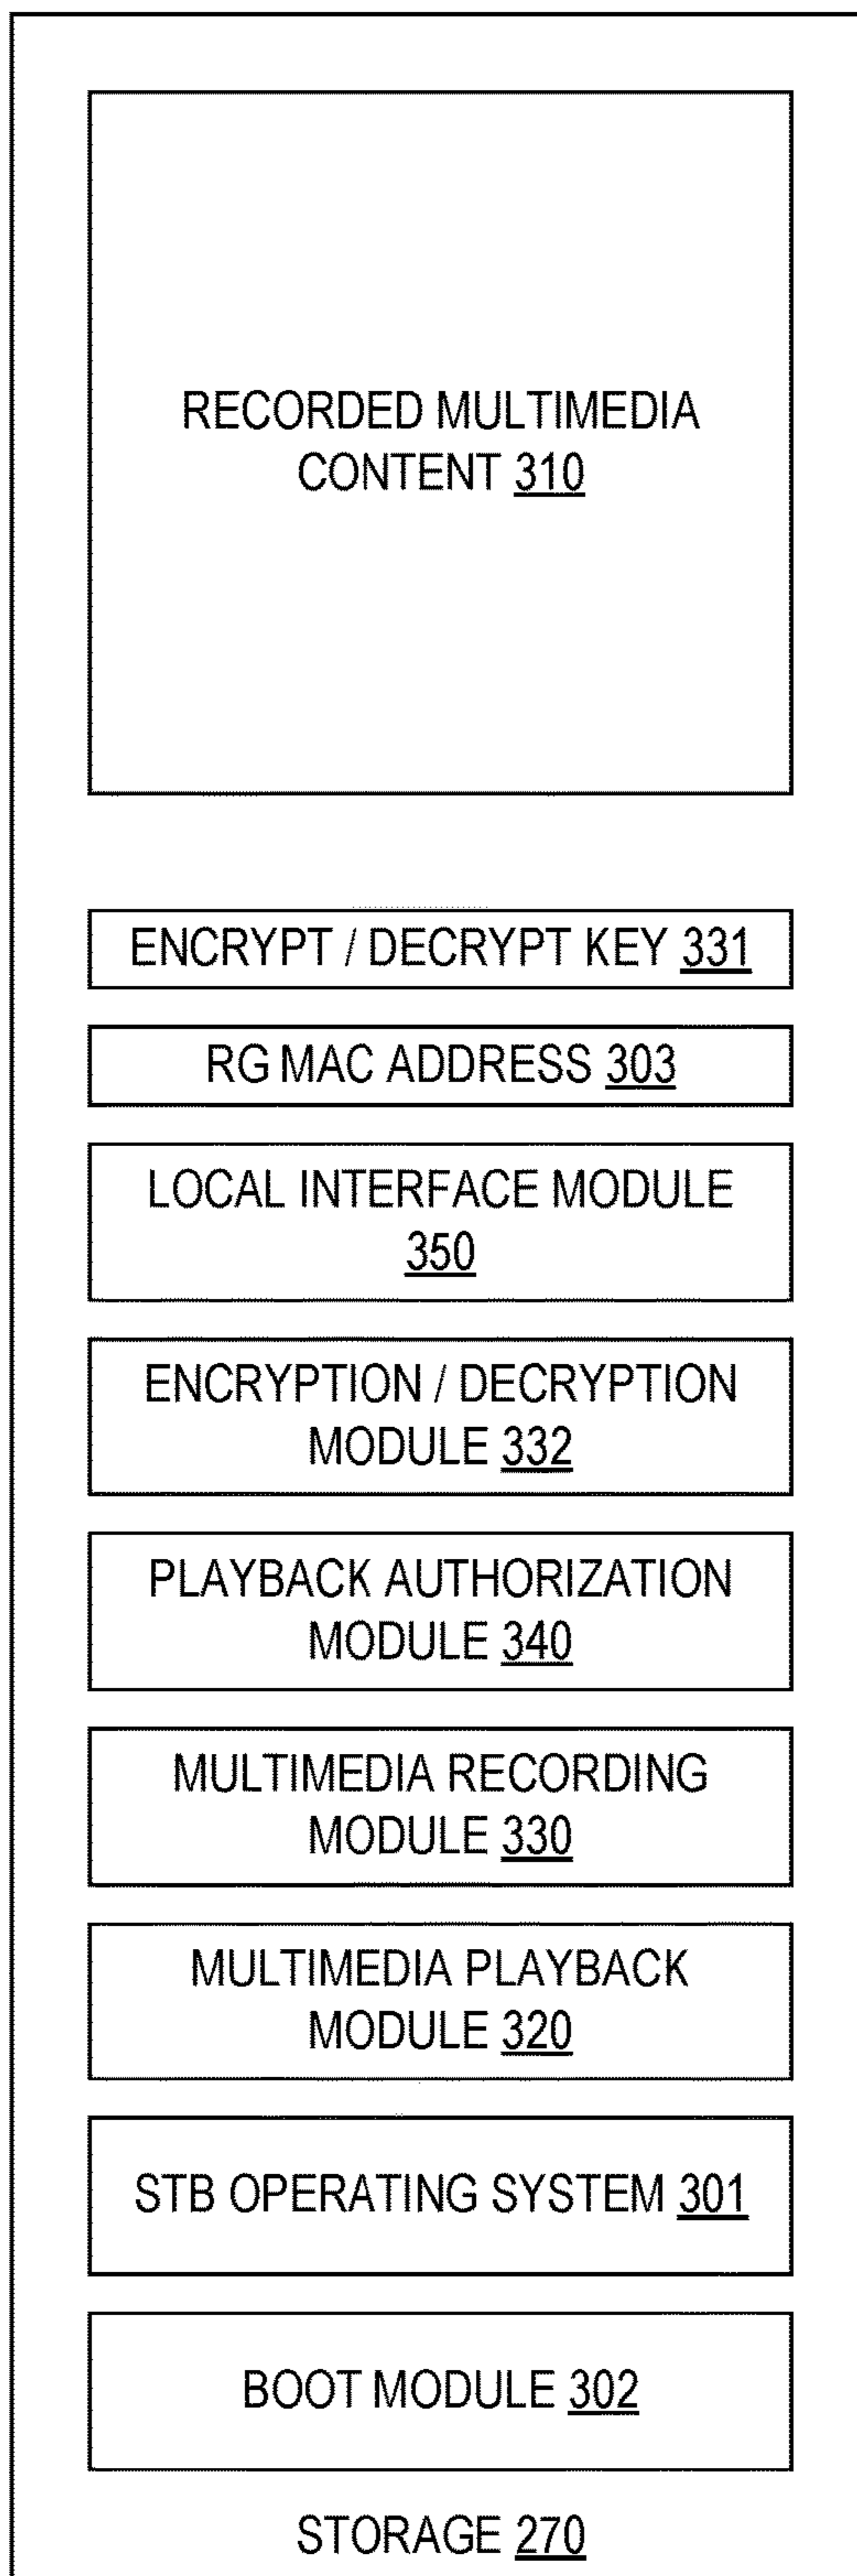 RECORDED MULTIMEDIA
CONTENT 310
ENCRYPT / DECRYPT KEY 331
RG MAC ADDRESS 303
LOCAL INTERFACE MODULE
350
ENCRYPTION / DECRYPTION
MODULE 332
PLAYBACK AUTHORIZATION
MODULE 340
MULTIMEDIA RECORDING
MODULE 330
MULTIMEDIA PLAYBACK
MODULE 320
STB OPERATING SYSTEM 301
BOOT MODULE 302
STORAGE 270